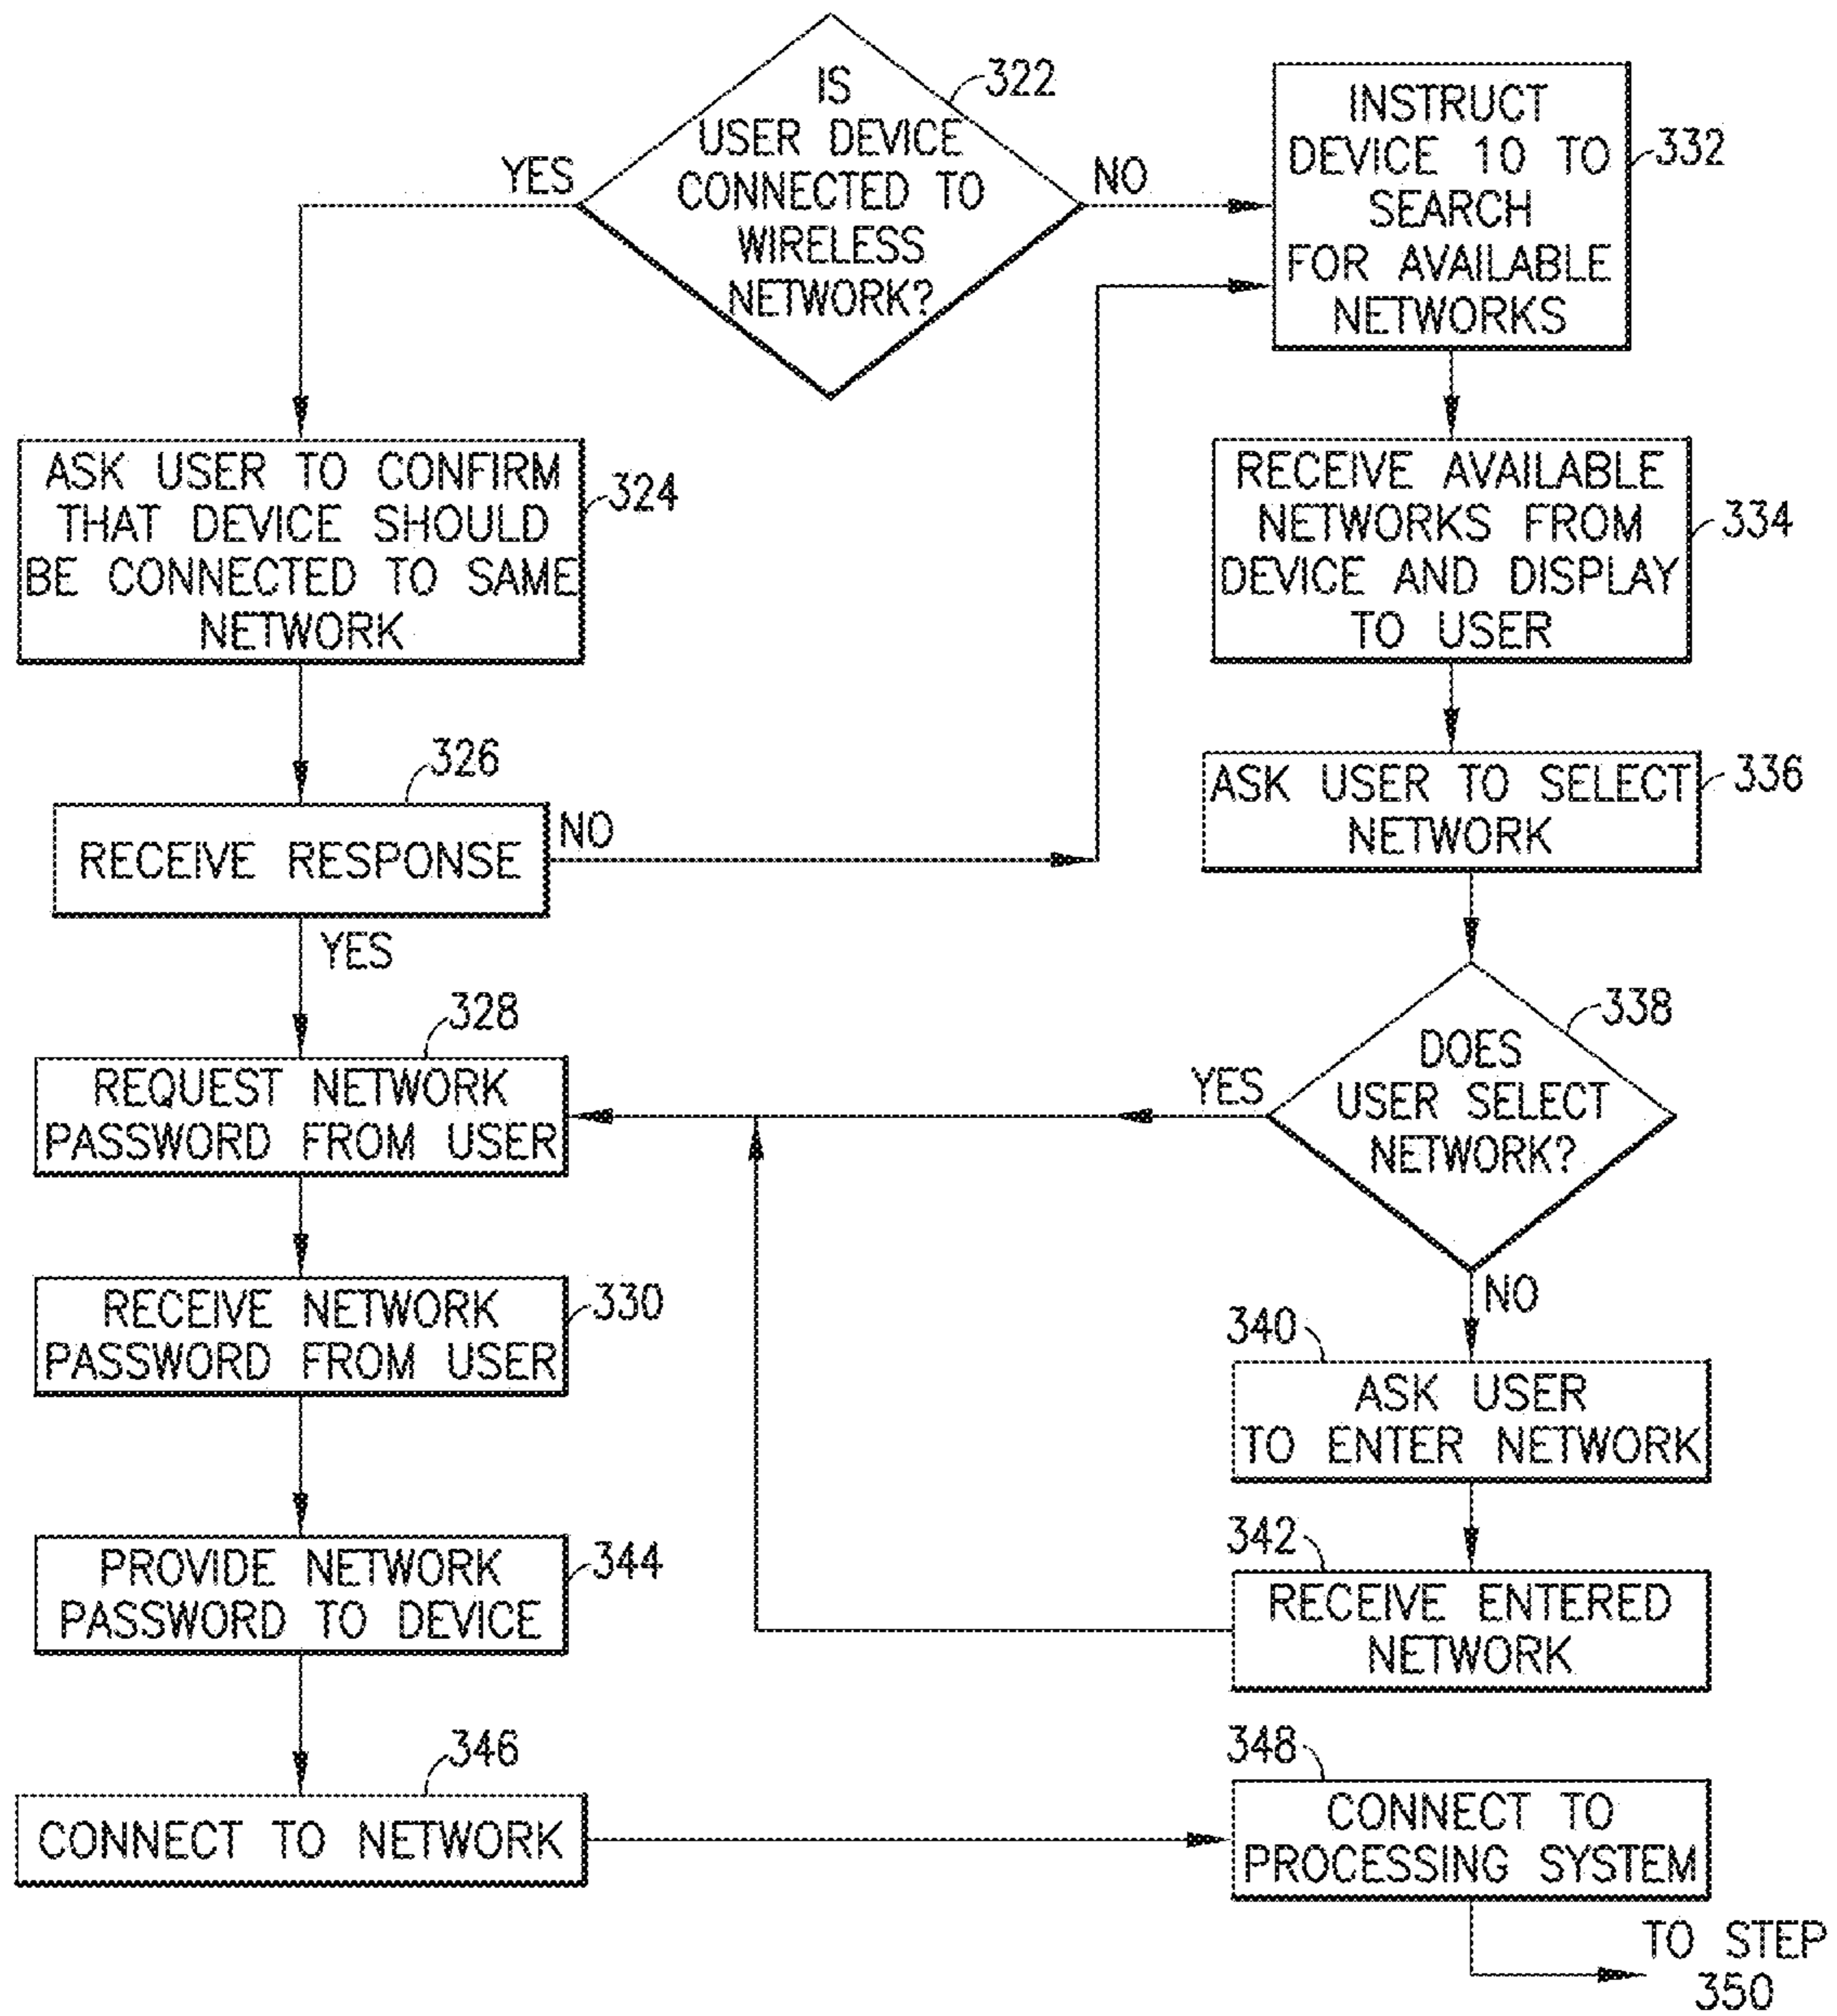 IS
USER DEVICE
CONNECTED TO
WIRELESS
NETWORK?
322
YES
NO
INSTRUCT
DEVICE 10 TO
SEARCH
FOR AVAILABLE
NETWORKS
332
ASK USER TO CONFIRM
THAT DEVICE SHOULD
BE CONNECTED TO SAME
NETWORK
324
RECEIVE AVAILABLE
NETWORKS FROM
DEVICE AND DISPLAY
TO USER
334
326
RECEIVE RESPONSE
NO
YES
ASK USER TO SELECT
NETWORK
336
328
REQUEST NETWORK
PASSWORD FROM USER
YES
DOES
USER SELECT
NETWORK?
338
NO
RECEIVE NETWORK
PASSWORD FROM USER
330
340
ASK USER
TO ENTER NETWORK
PROVIDE NETWORK
PASSWORD TO DEVICE
344
342
RECEIVE ENTERED
NETWORK
346
CONNECT TO NETWORK
348
CONNECT TO
PROCESSING SYSTEM
TO STEP
350